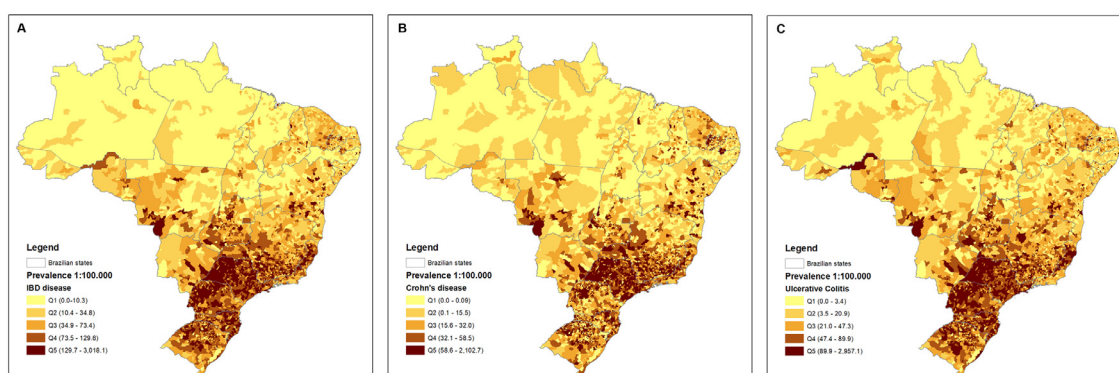 A
Legend
Brazilian states
Prevalence 1:100.000
IBD disease
Q1 (0.0-10.3)
Q2 (10.4 - 34.8)
Q3 (34.9 - 73.4)
Q4 (73.5 - 129.6)
Q5 (129.7 - 3,018.1)
B
Legend
Brazilian states
Prevalence 1:100.000
Crohn's disease
Q1 (0.0 - 0.09)
Q2 (0.1 - 15.5)
Q3 (15.6 - 32.0)
Q4 (32.1 - 58.5)
Q5 (58.6 - 2,102.7)
C
Legend
Brazilian states
Prevalence 1:100.000
Ulcerative Colitis
Q1 (0.0 - 3.4)
Q2 (3.5 - 20.9)
Q3 (21.0 - 47.3)
Q4 (47.4 - 89.9)
Q5 (89.9 - 2,957.1)